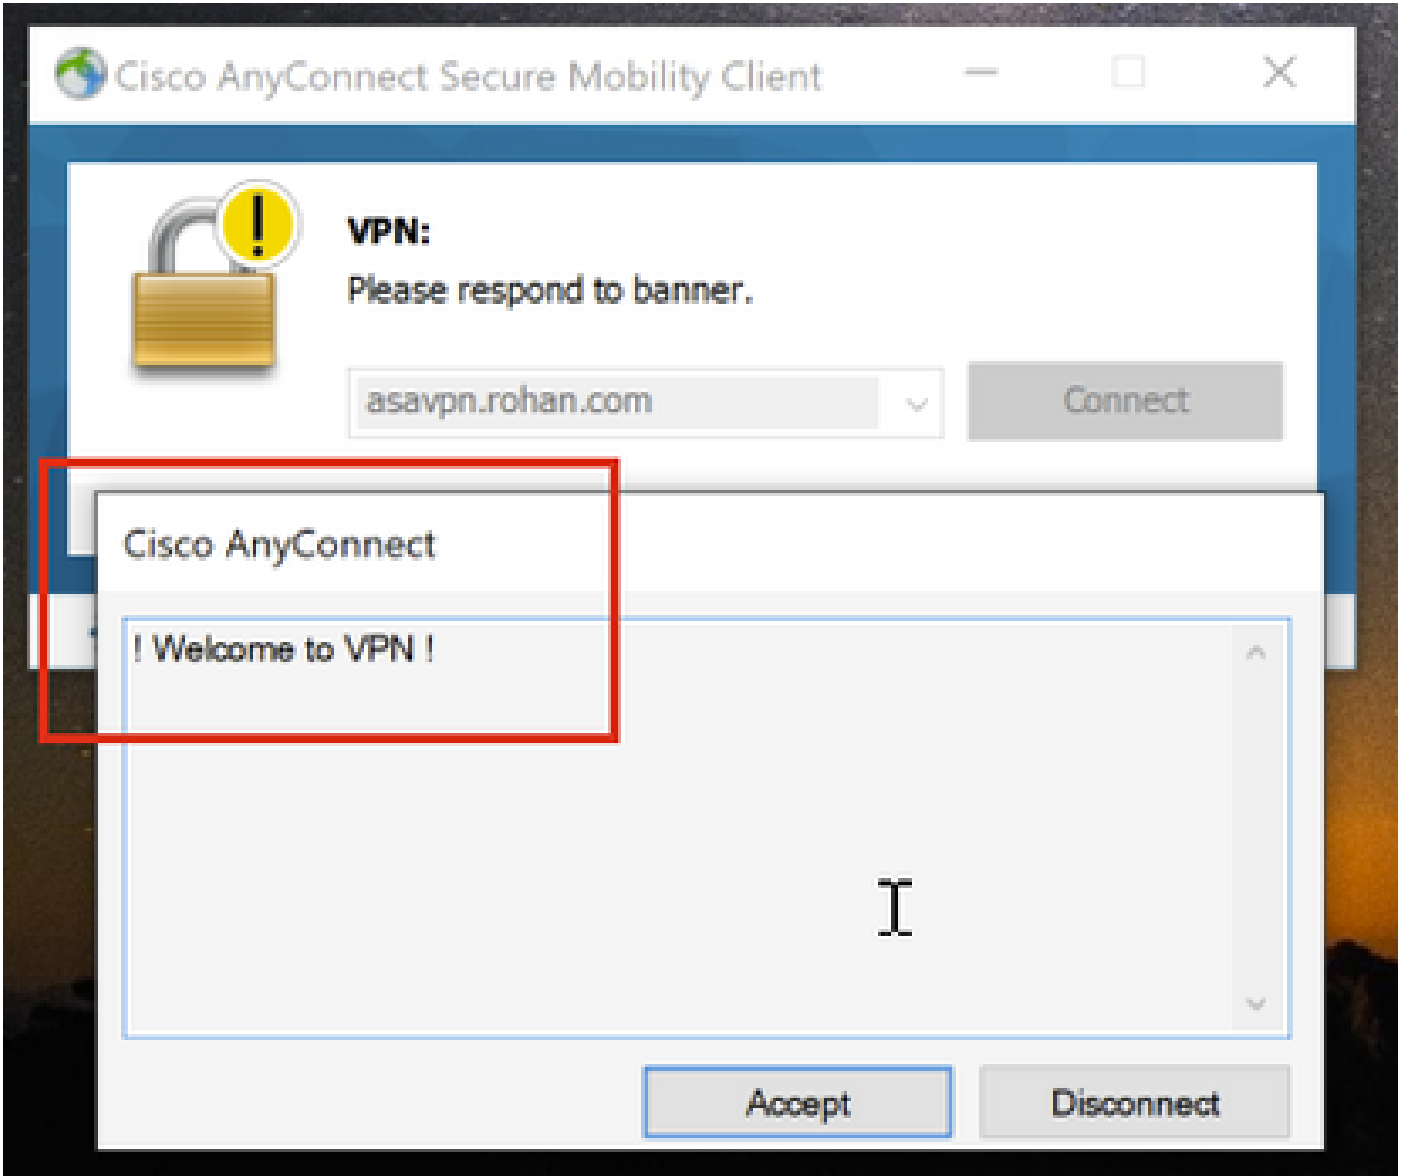 Cisco AnyConnect Secure Mobility Client
VPN:
Please respond to banner.
asavpn.rohan.com
Connect
Cisco AnyConnect
! Welcome to VPN !
Accept
Disconnect